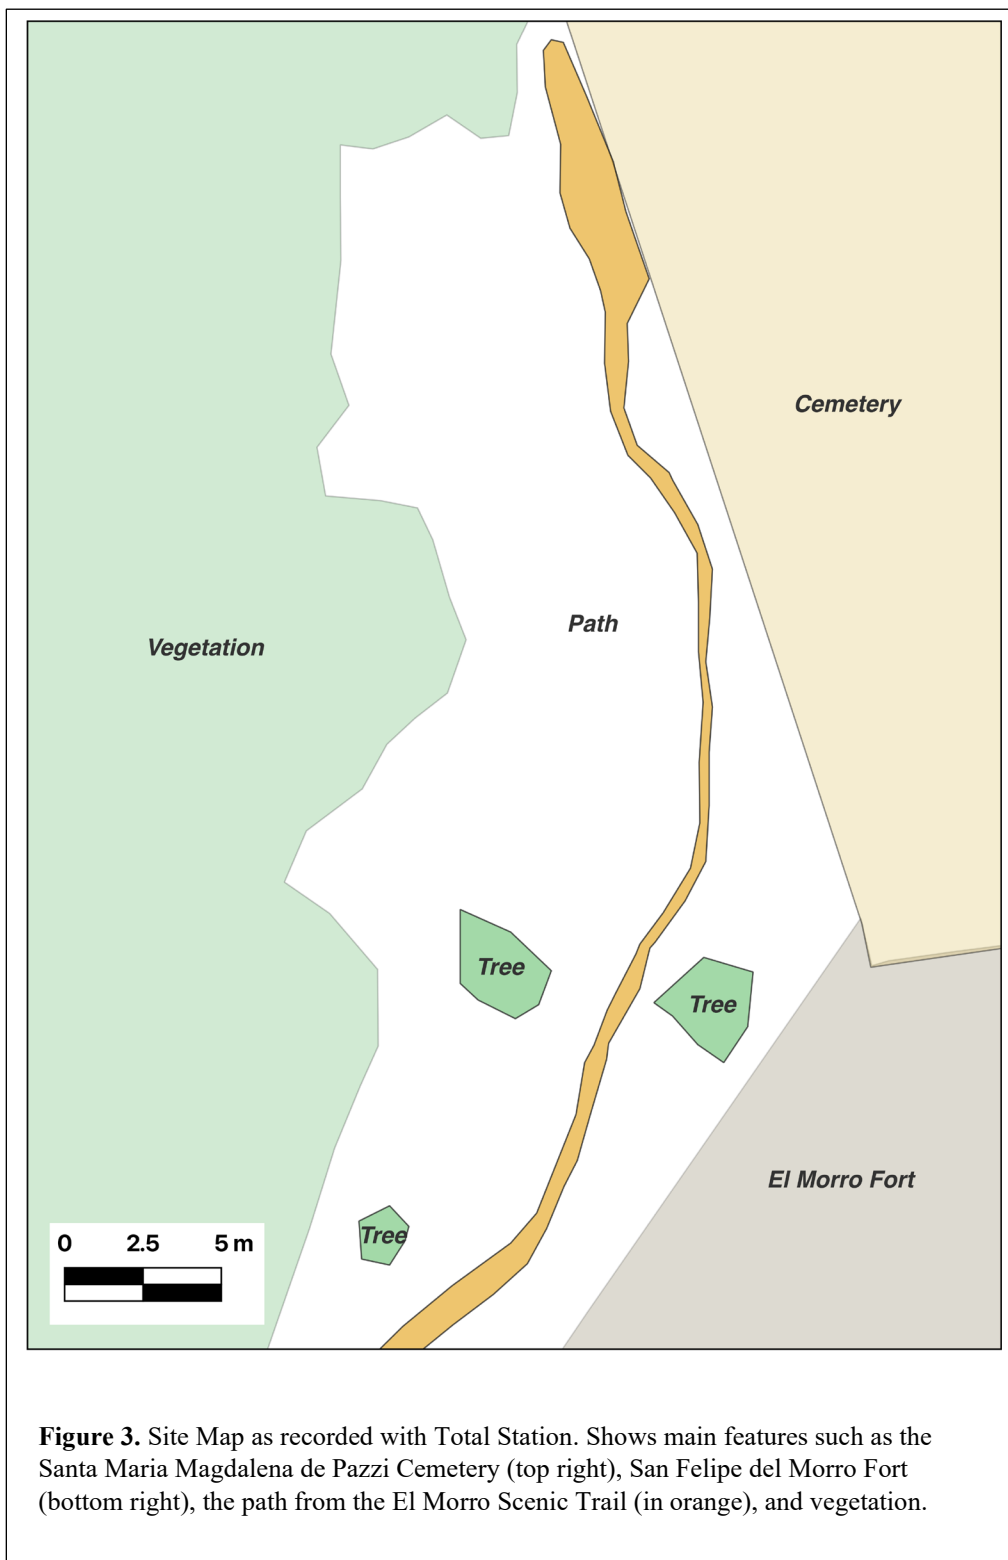 Cemetery
Path
Vegetation
Tree
Tree
El Morro Fort
Tree
0 2.5 5 m
Figure 3. Site Map as recorded with Total Station. Shows main features such as the
Santa Maria Magdalena de Pazzi Cemetery (top right), San Felipe del Morro Fort
(bottom right), the path from the El Morro Scenic Trail (in orange), and vegetation.